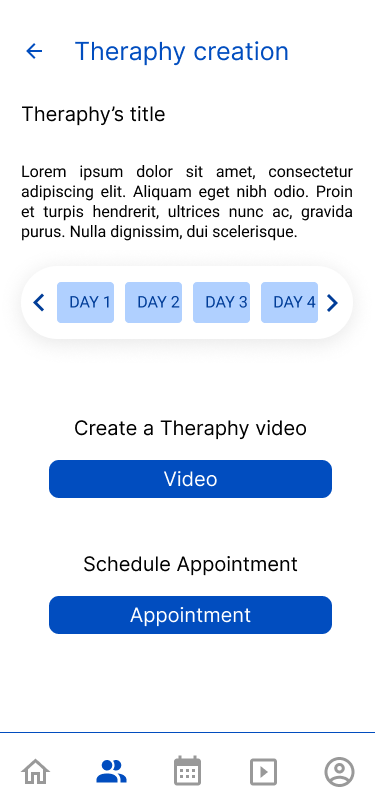 Theraphy creation
Theraphy’s title
Lorem ipsum dolor sit amet, consectetur
adipiscing elit. Aliquam eget nibh odio. Proin
et turpis hendrerit, ultrices nunc ac, gravida
purus. Nulla dignissim, dui scelerisque.
DAY 1 DAY 2 DAY 3 DAY 4
Create a Theraphy video
Video
Schedule Appointment
Appointment